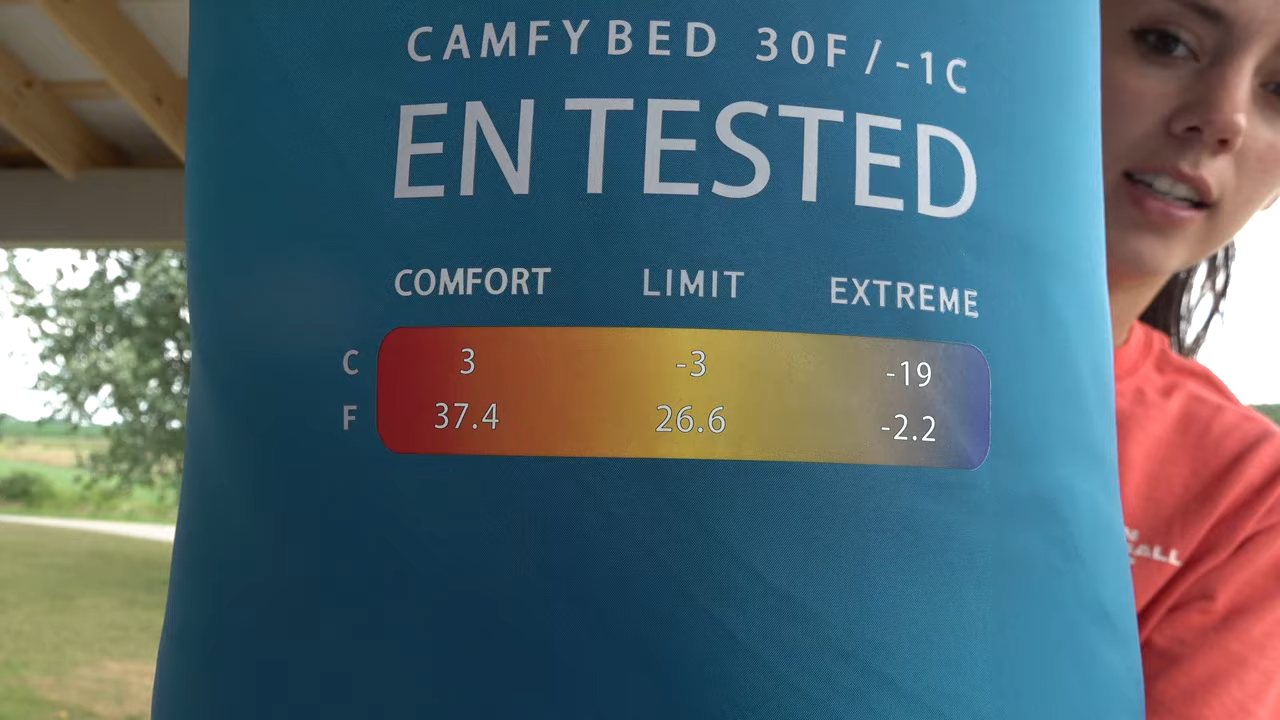 CAMFYBED 30F/-1C
EN TESTED
COMFORT LIMIT EXTREME
C 3 -3 -19
F 37.4 26.6 -2.2